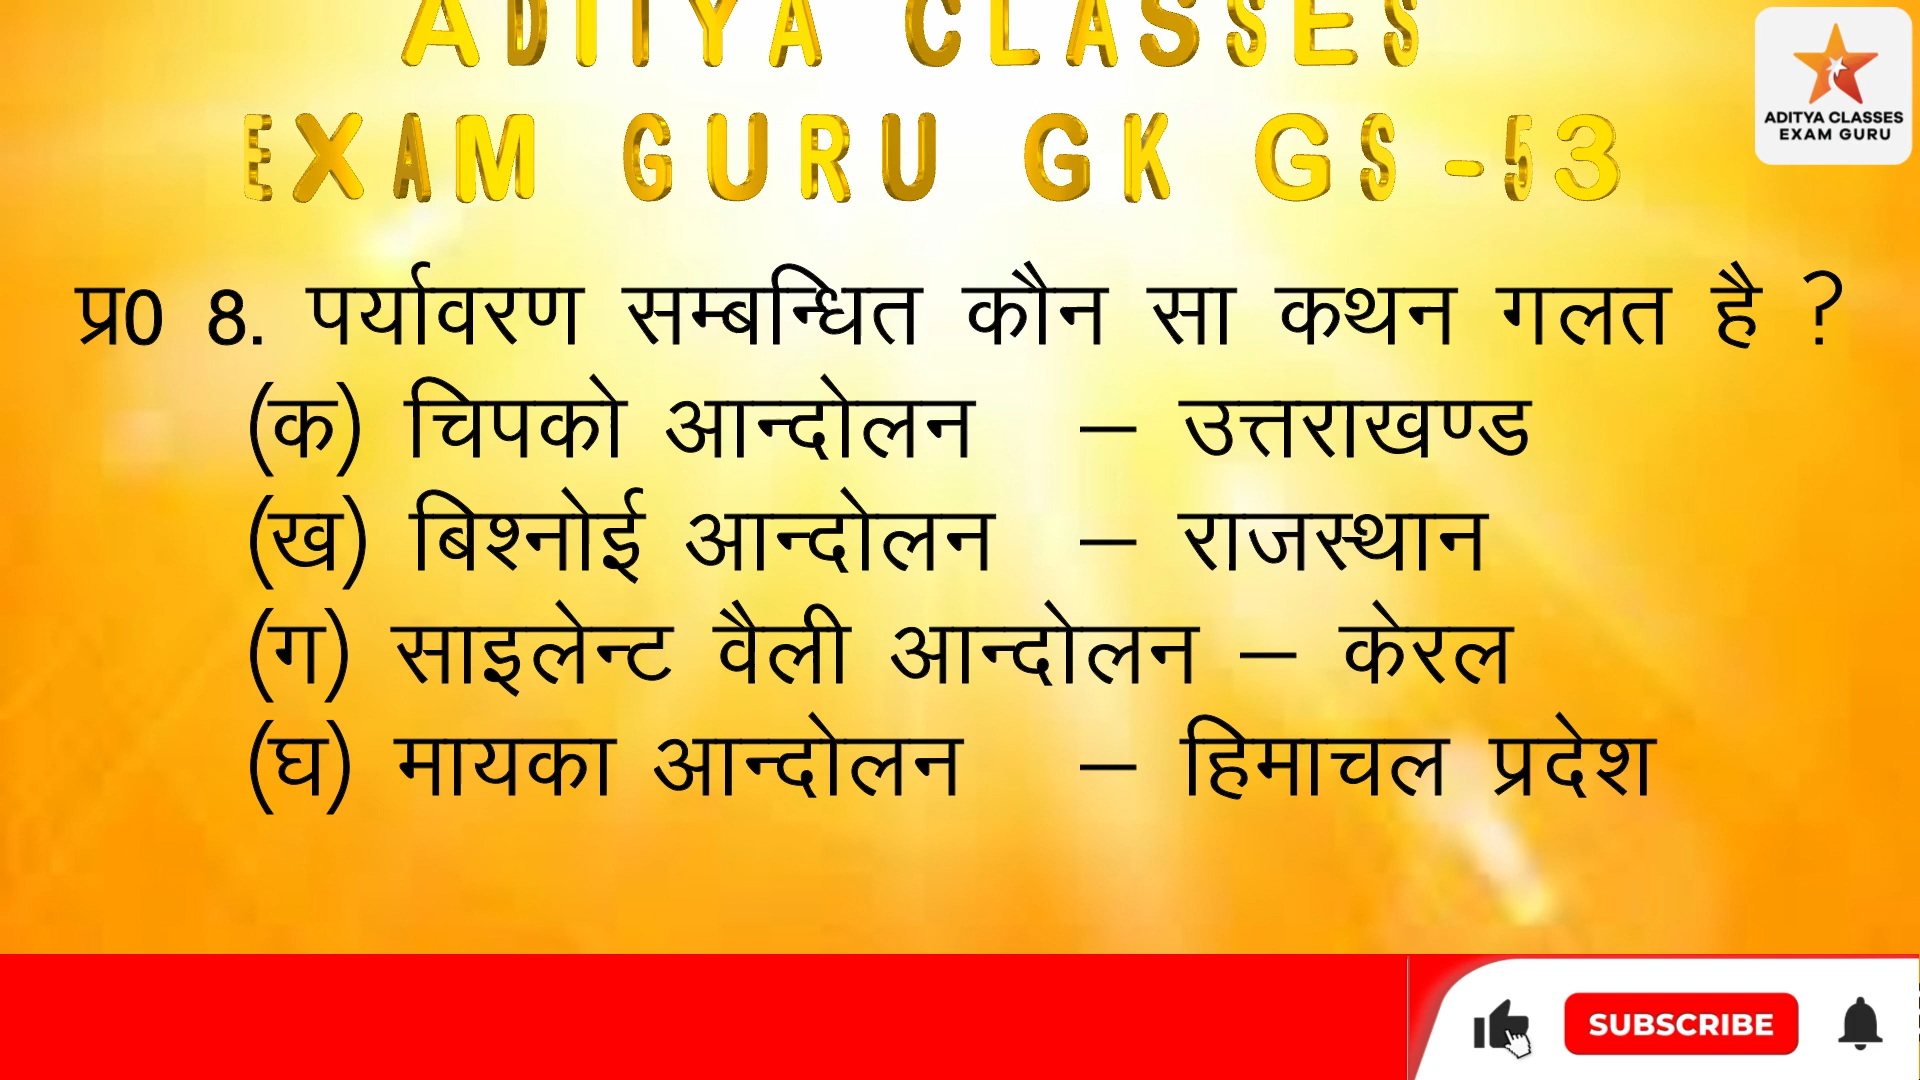 ADITYA CLASSES
EXAM GURU GK GS -53
ADITYA CLASSES
EXAM GURU
प्र0 8. पर्यावरण सम्बन्धित कौन सा कथन गलत है ?
(क) चिपको आन्दोलन – उत्तराखण्ड
(ख) बिश्नोई आन्दोलन – राजस्थान
(ग) साइलेन्ट वैली आन्दोलन – केरल
(घ) मायका आन्दोलन – हिमाचल प्रदेश
SUBSCRIBE